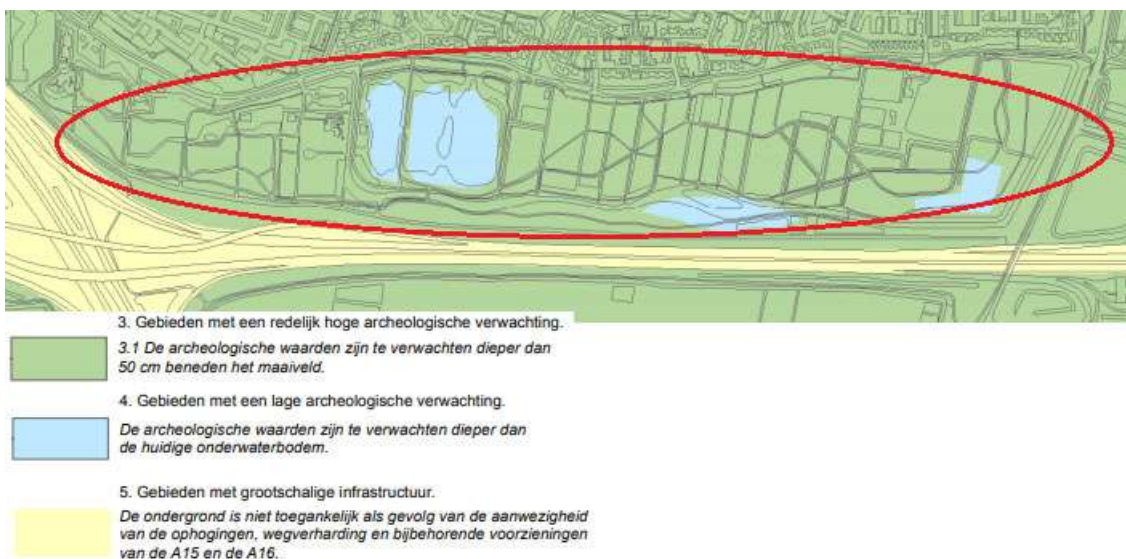 3. Gebieden met een redelijk hoge archeologische verwachting.
3.1 De archeologische waarden zijn te verwachten dieper dan
50 cm beneden het maaiveld.
4. Gebieden met een lage archeologische verwachting.
De archeologische waarden zijn te verwachten dieper dan
de huidige onderwaterbodem.
5. Gebieden met grootschalige infrastructuur.
De ondergrond is niet toegankelijk als gevolg van de aanwezigheid
van de ophogingen, wegverharding en bijbehorende voorzieningen
van de A15 en de A16.